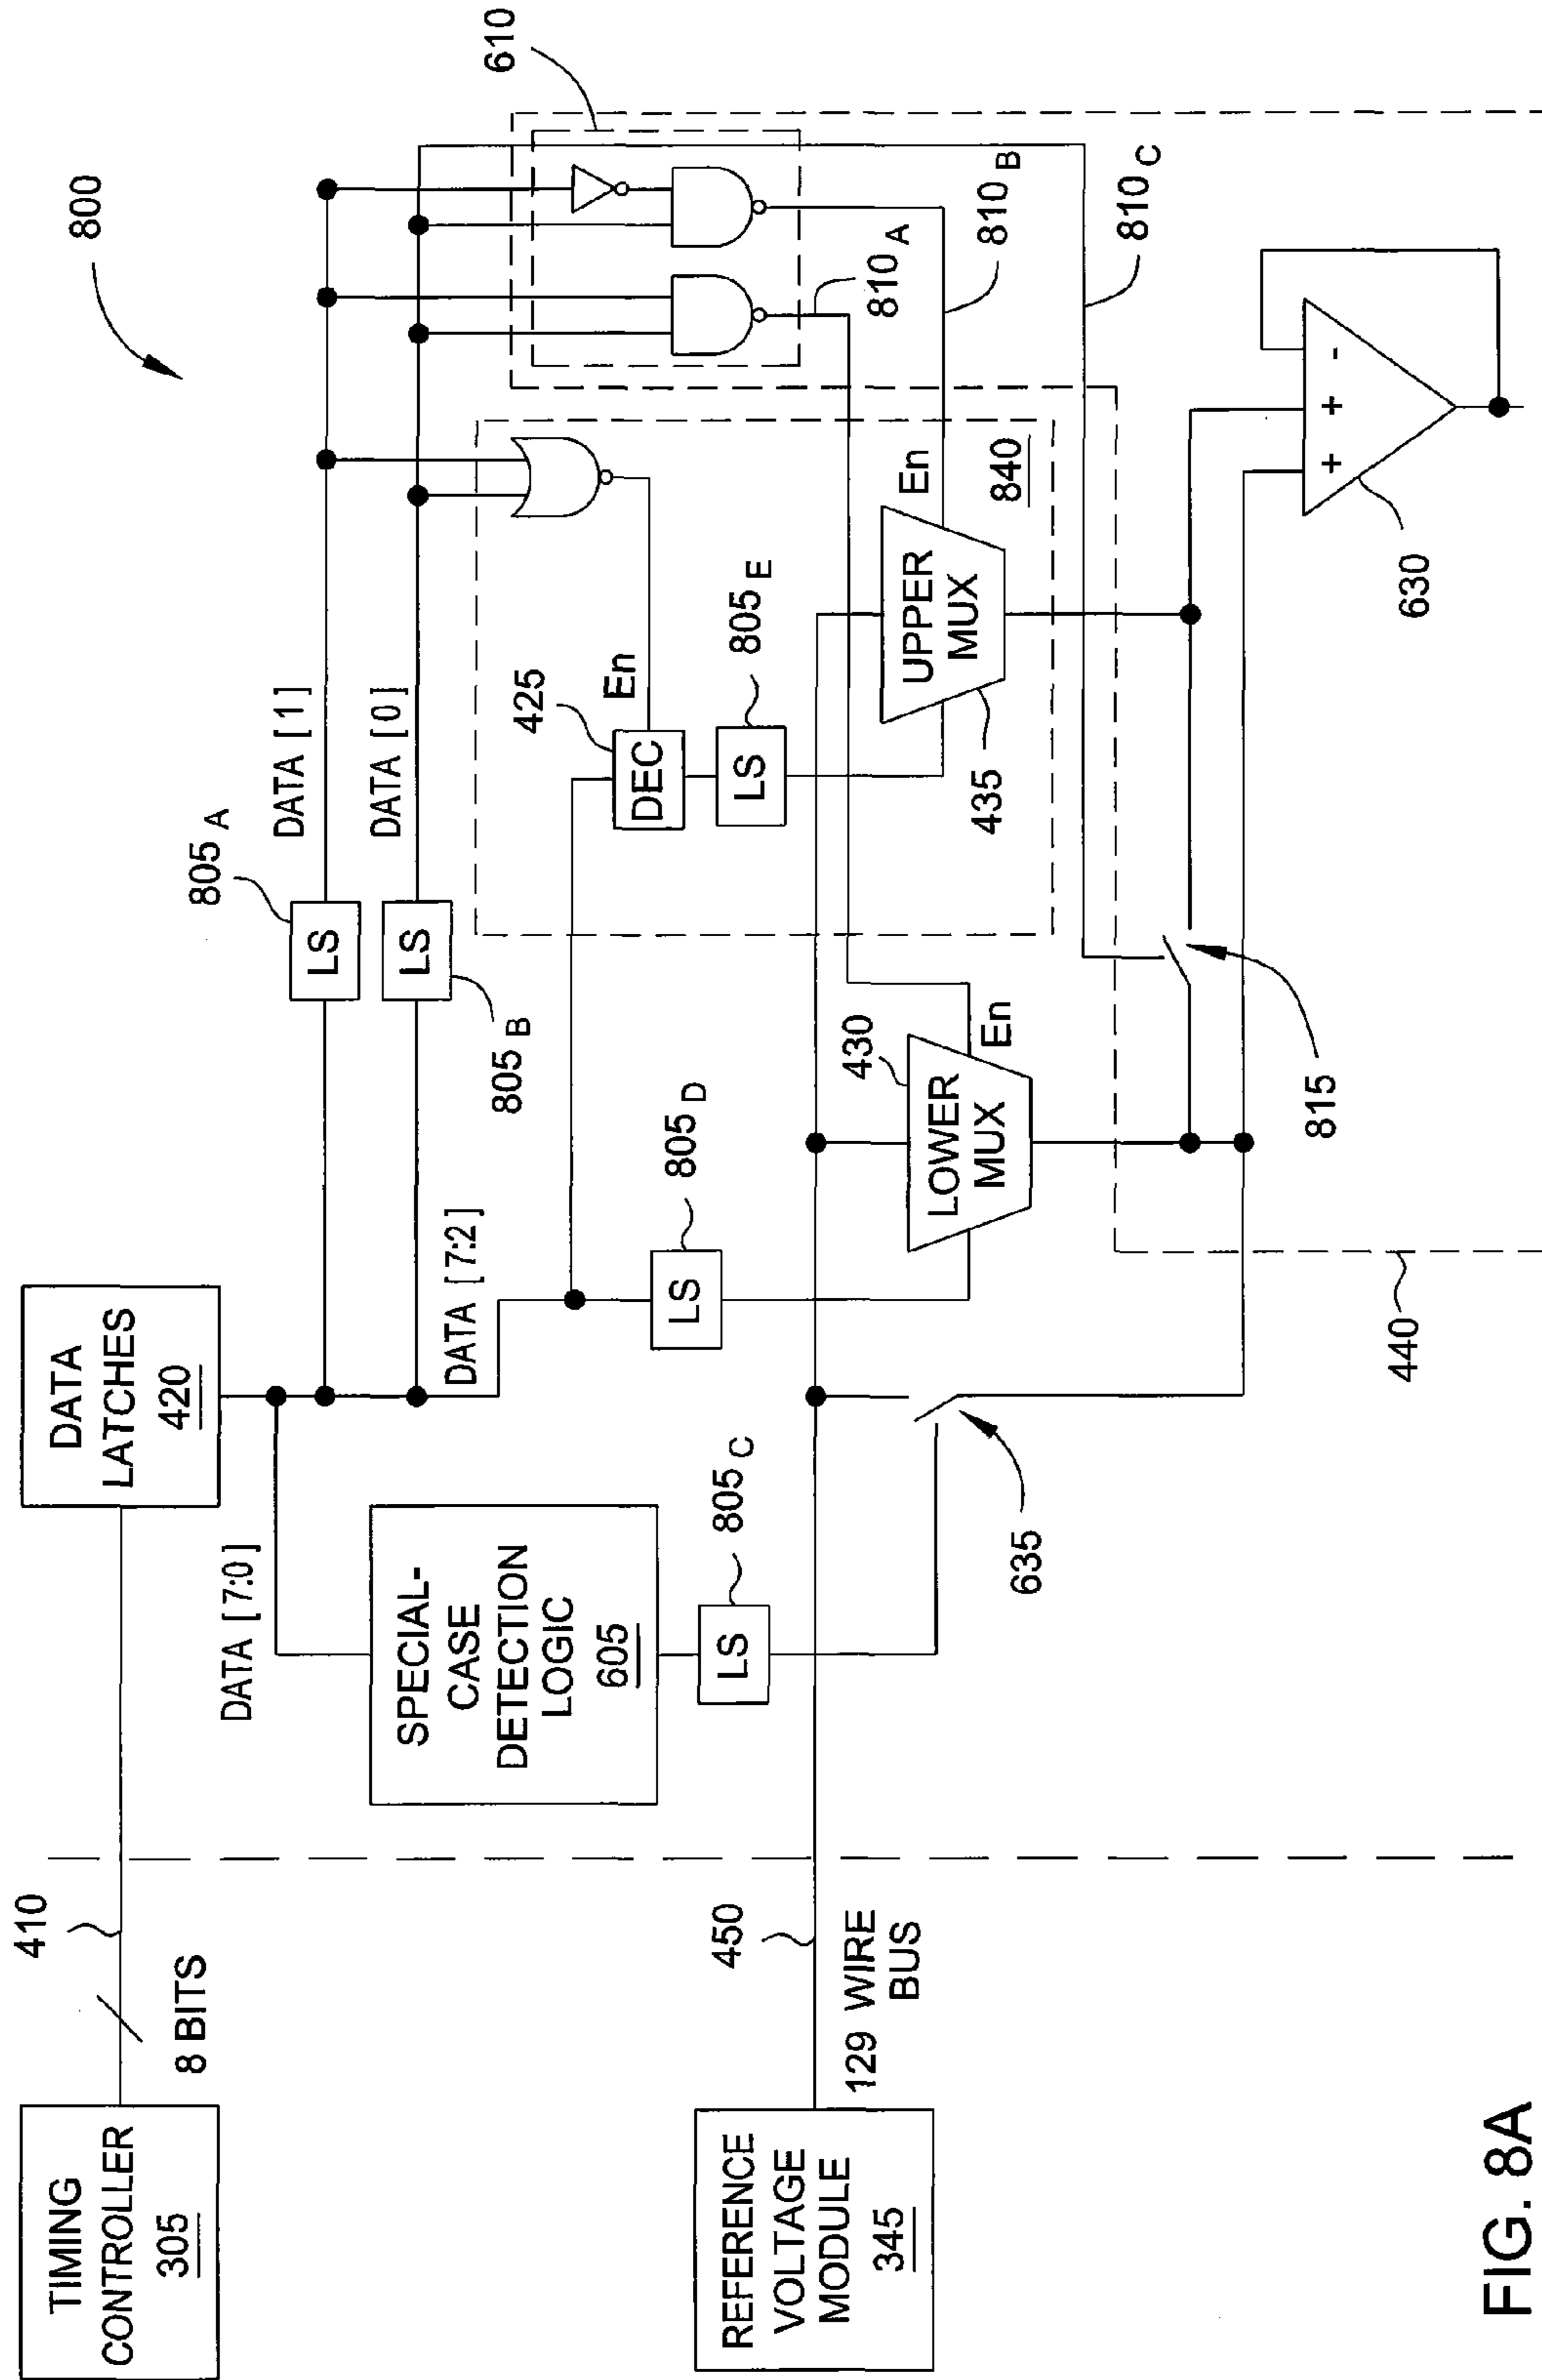 800
TIMING
CONTROLLER
305
410
8 BITS
DATA
LATCHES
420
DATA [7:0]
SPECIAL-
CASE
DETECTION
LOGIC
605
LS
805 C
635
DATA [7:2]
LS
805 A
DATA [1]
LS
805 B
DATA [0]
LS
805 D
LOWER
MUX
430
En
425
DEC
En
LS
805 E
UPPER
MUX
435
En
840
610
810 A
810 B
810 C
815
440
630
+
+
-
REFERENCE
VOLTAGE
MODULE
345
450
129 WIRE
BUS
FIG. 8A